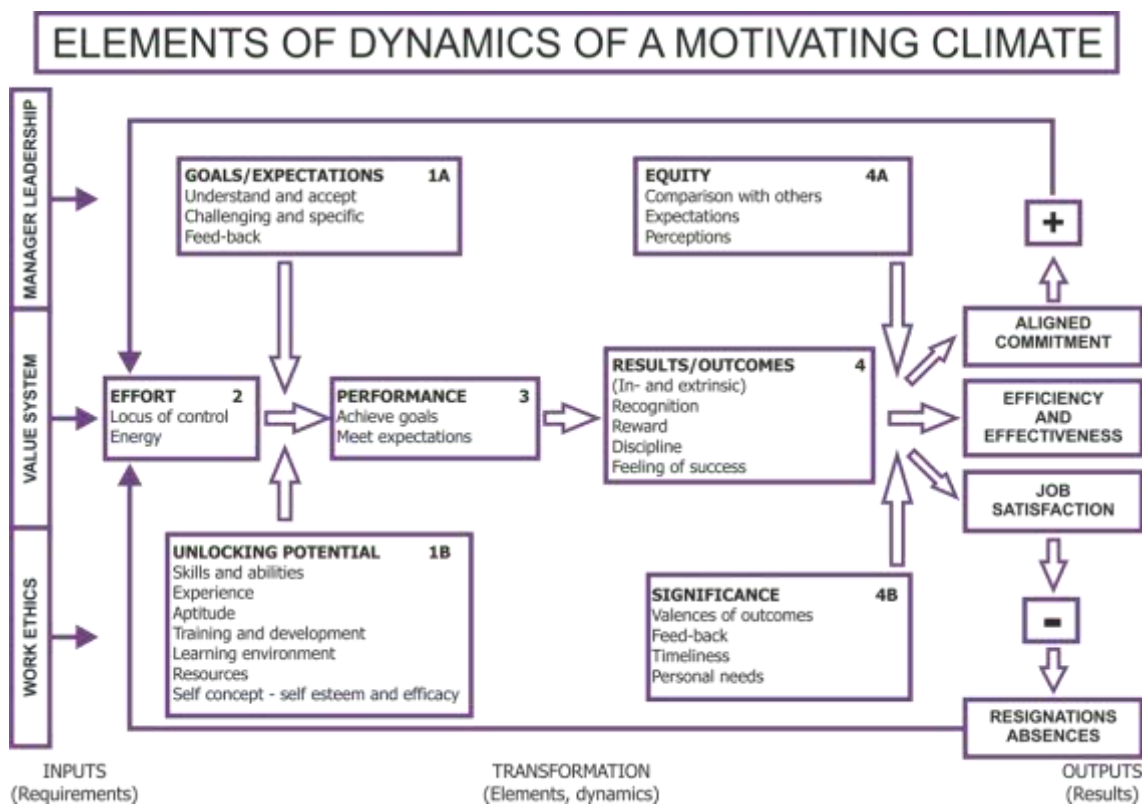 ELEMENTS OF DYNAMICS OF A MOTIVATING CLIMATE
MANAGER LEADERSHIP
VALUE SYSTEM
WORK ETHICS
GOALS/EXPECTATIONS 1A
Understand and accept
Challenging and specific
Feed-back
EQUITY 4A
Comparison with others
Expectations
Perceptions
+
EFFORT 2
Locus of control
Energy
PERFORMANCE 3
Achieve goals
Meet expectations
RESULTS/OUTCOMES 4
(In- and extrinsic)
Recognition
Reward
Discipline
Feeling of success
ALIGNED
COMMITMENT
EFFICIENCY
AND
EFFECTIVENESS
JOB
SATISFACTION
UNLOCKING POTENTIAL 1B
Skills and abilities
Experience
Aptitude
Training and development
Learning environment
Resources
Self concept - self esteem and efficacy
SIGNIFICANCE 4B
Valences of outcomes
Feed-back
Timeliness
Personal needs
-
RESIGNATIONS
ABSENCES
INPUTS
(Requirements)
TRANSFORMATION
(Elements, dynamics)
OUTPUTS
(Results)